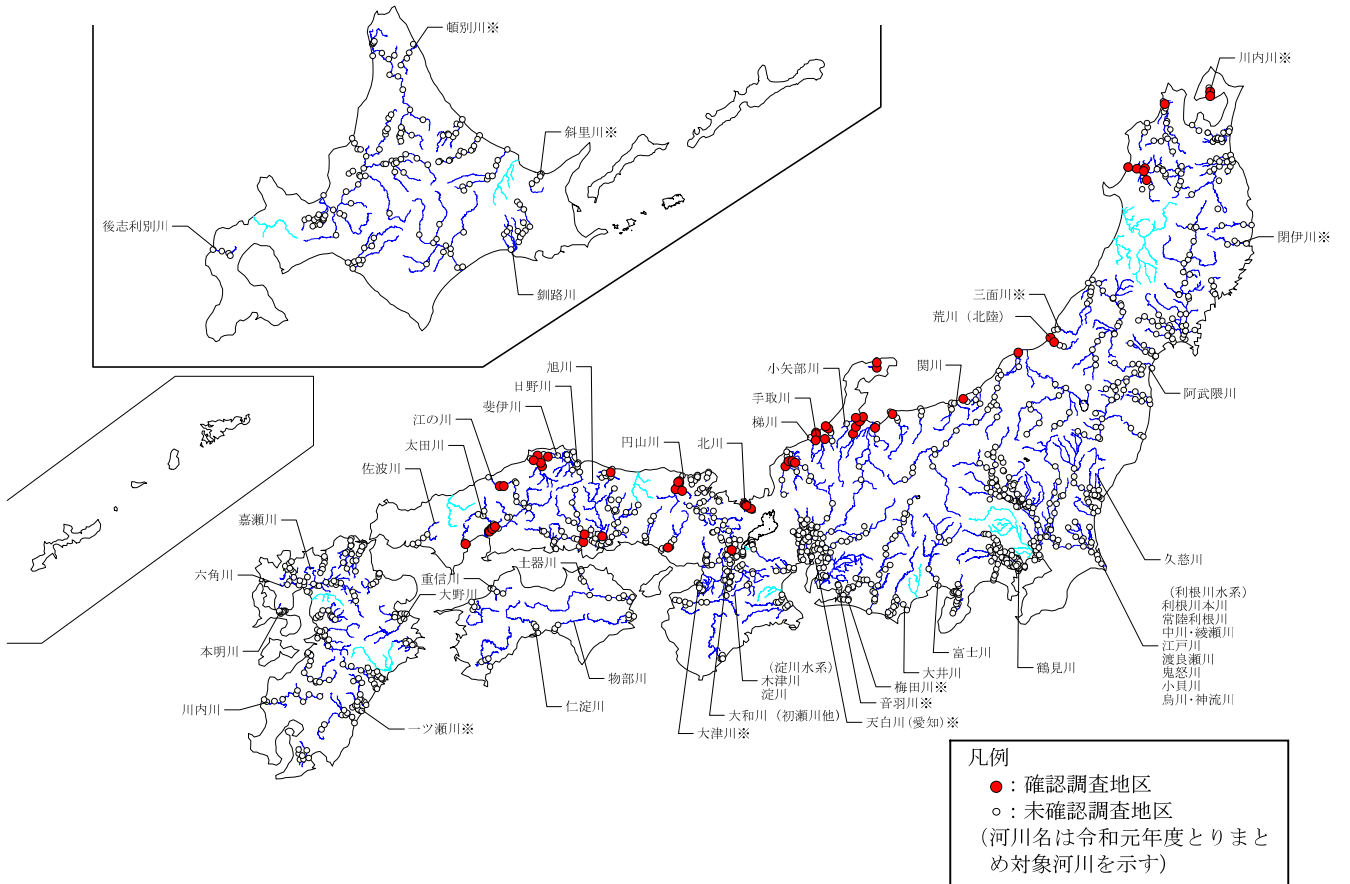 頓別川※
斜里川※
後志利別川
釧路川
川内川※
閉伊川※
三面川※
荒川（北陸）
阿武隈川
関川
小矢部川
手取川
梯川
北川
円山川
旭川
日野川
斐伊川
江の川
太田川
佐波川
嘉瀬川
六角川
本明川
川内川
重信川
大野川
土器川
一ツ瀬川※
物部川
仁淀川
（淀川水系）
木津川
淀川
大和川（初瀬川他）
大津川※
天白川(愛知)※
音羽川※
梅田川※
大井川
富士川
鶴見川
久慈川
（利根川水系）
利根川本川
常陸利根川
中川・綾瀬川
江戸川
渡良瀬川
鬼怒川
小貝川
烏川・神流川
凡例
●：確認調査地区
○：未確認調査地区
（河川名は令和元年度とりまと
め対象河川を示す）